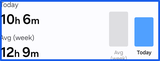 Today
10h 6m
Avg (week)
12h 9m
Avg
(week)
Today